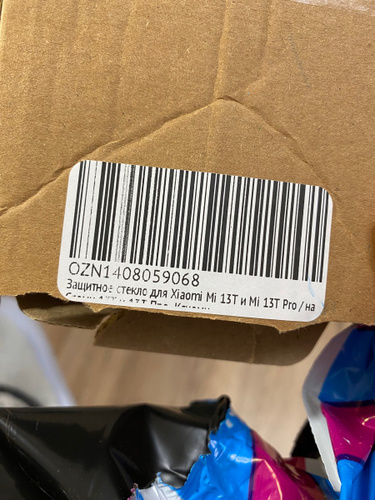 OZN1408059068
Защитное стекло для Xiaomi Mi 13T и Mi 13T Pro / на